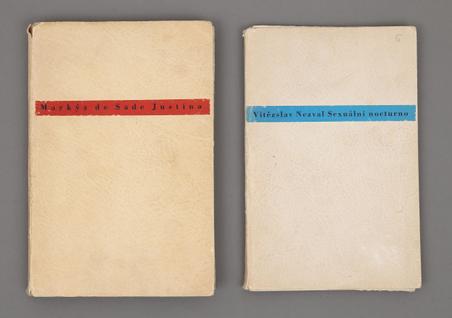 Markýz de Sade Justina
Vítězslav Nezval Sexuální nocturno